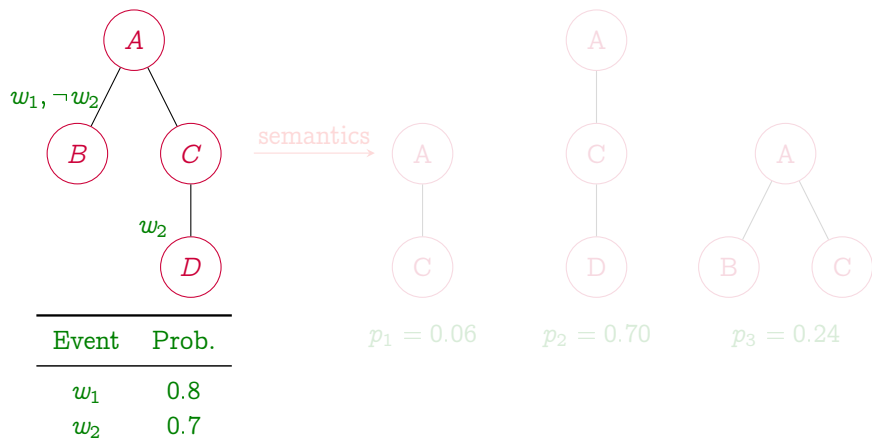 A
A
w₁, ¬w₂
semantics
B
C
A
C
A
w₂
D
C
D
B
C
Event Prob.
p₁ = 0.06
p₂ = 0.70
p₃ = 0.24
w₁ 0.8
w₂ 0.7